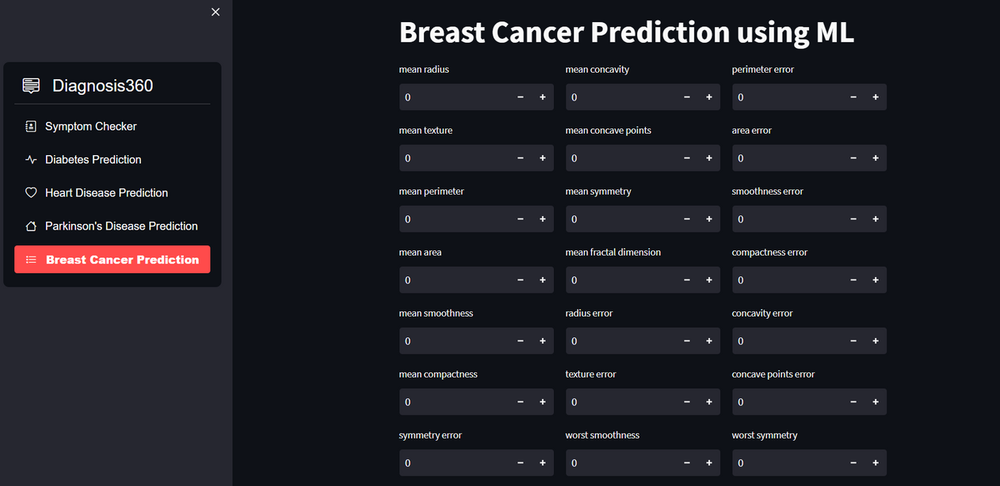 Diagnosis360
Symptom Checker
Diabetes Prediction
Heart Disease Prediction
Parkinson's Disease Prediction
Breast Cancer Prediction
Breast Cancer Prediction using ML
mean radius mean concavity perimeter error
0 0 0
mean texture mean concave points area error
0 0 0
mean perimeter mean symmetry smoothness error
0 0 0
mean area mean fractal dimension compactness error
0 0 0
mean smoothness radius error concavity error
0 0 0
mean compactness texture error concave points error
0 0 0
symmetry error worst smoothness worst symmetry
0 0 0